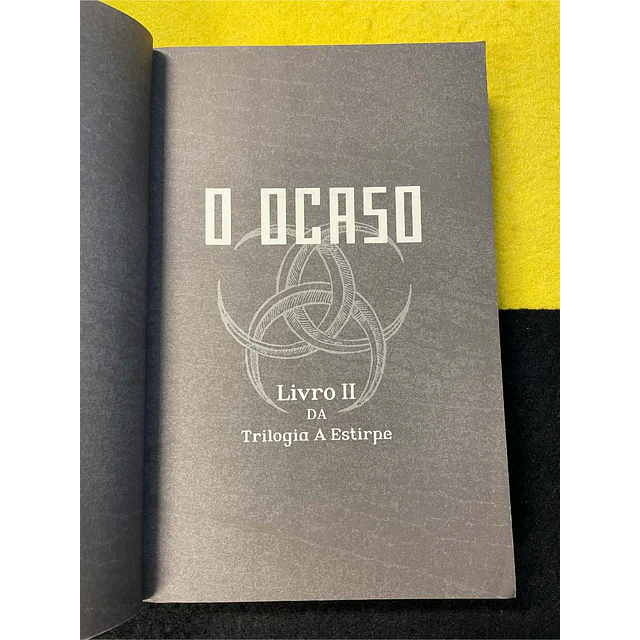 O OCASO
Livro II
DA
Trilogia A Estirpe